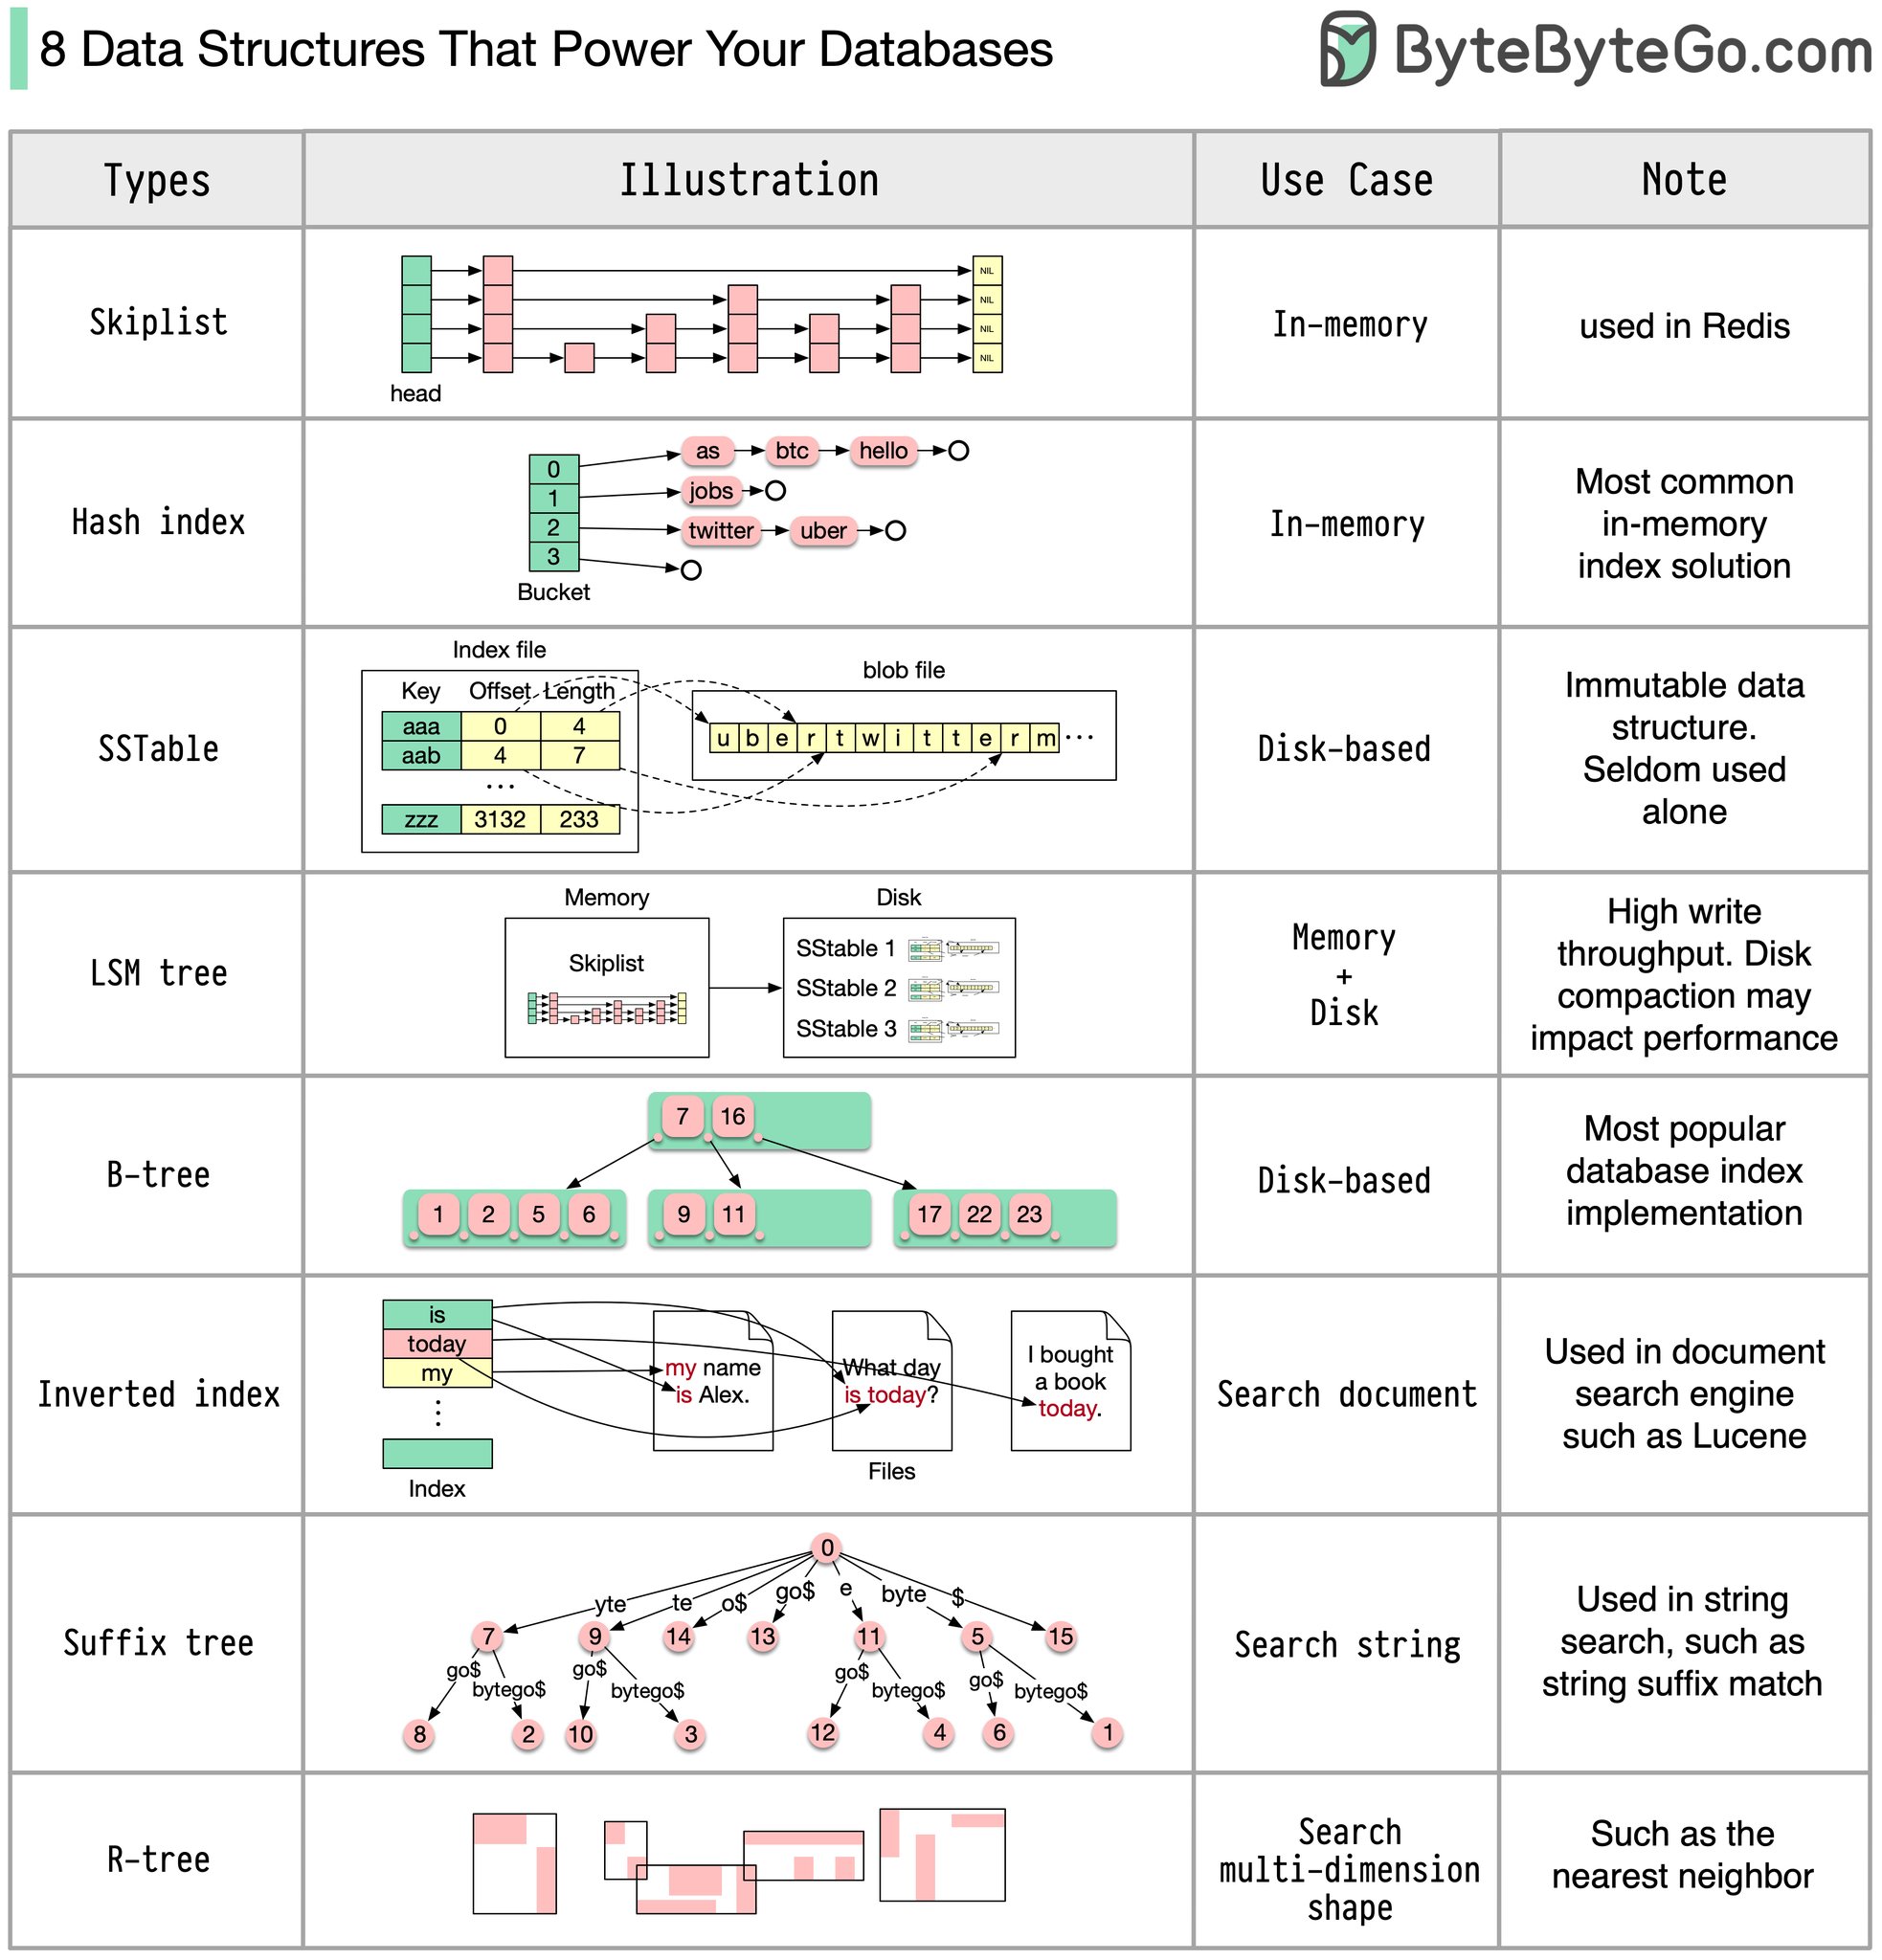 8 Data Structures That Power Your Databases
ByteByteGo.com
Types
Illustration
Use Case
Note
Skiplist
NIL
NIL
NIL
NIL
head
In-memory
used in Redis
Hash index
0
1
2
3
Bucket
as
btc
hello
jobs
twitter
uber
In-memory
Most common
in-memory
index solution
SSTable
Index file
Key Offset Length
aaa 0 4
aab 4 7
...
zzz 3132 233
blob file
u b e r t w i t t e r m ...
Disk-based
Immutable data
structure.
Seldom used
alone
LSM tree
Memory
Skiplist
Disk
SStable 1
SStable 2
SStable 3
Memory
+
Disk
High write
throughput. Disk
compaction may
impact performance
B-tree
7 16
1 2 5 6
9 11
17 22 23
Disk-based
Most popular
database index
implementation
Inverted index
is
today
my
Index
my name
is Alex.
What day
is today?
I bought
a book
today.
Files
Search document
Used in document
search engine
such as Lucene
Suffix tree
0
yte te o$ go$ e byte $
7 9 14 13 11 5 15
go$ bytego$ go$ bytego$ go$ bytego$ go$ bytego$
8 2 10 3 12 4 6 1
Search string
Used in string
search, such as
string suffix match
R-tree
Search
multi-dimension
shape
Such as the
nearest neighbor